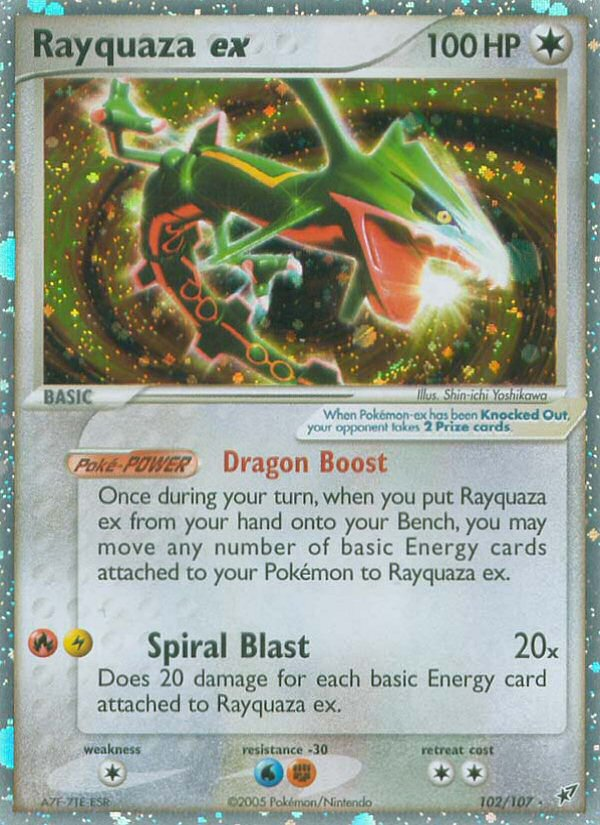 Rayquaza ex 100 HP
BASIC Illus. Shin-ichi Yoshikawa
When Pokémon-ex has been Knocked Out,
your opponent takes 2 Prize cards.
Poké-POWER Dragon Boost
Once during your turn, when you put Rayquaza
ex from your hand onto your Bench, you may
move any number of basic Energy cards
attached to your Pokémon to Rayquaza ex.
Spiral Blast 20x
Does 20 damage for each basic Energy card
attached to Rayquaza ex.
weakness resistance -30 retreat cost
A7F-7TE-ESR ©2005 Pokémon/Nintendo 102/107